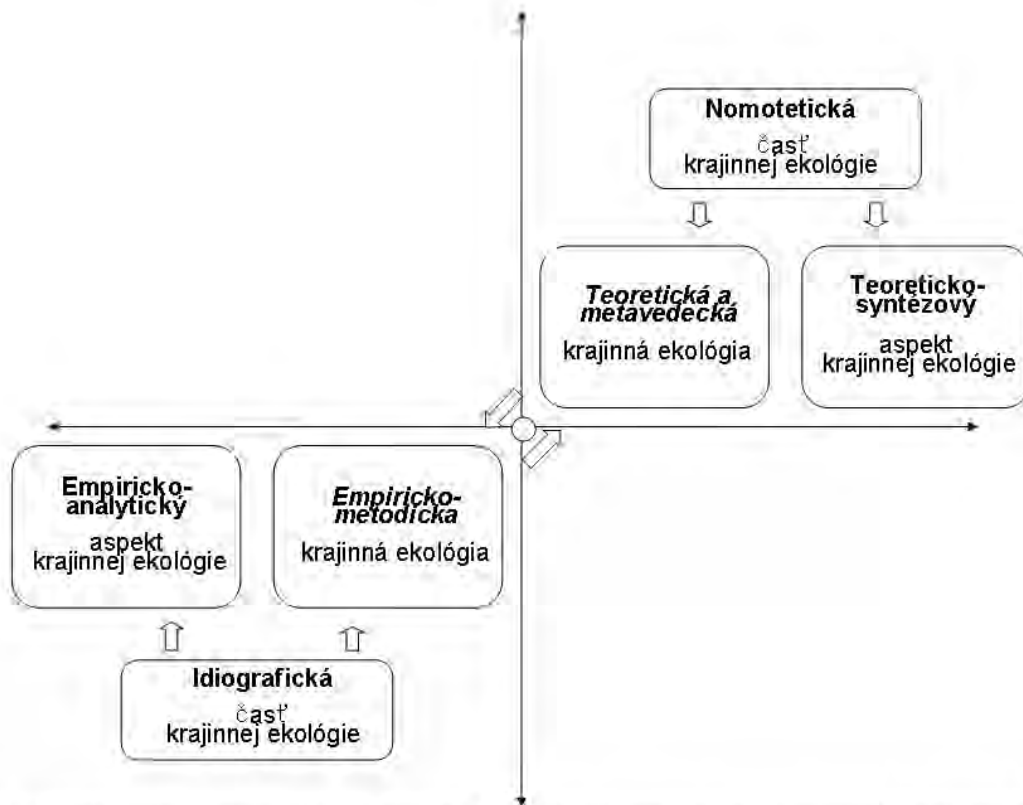 Nomotetická
časť
krajinnej ekológie
Teoretická a
metavedecká
krajinná ekológia
Teoreticko-
syntézový
aspekt
krajinnej ekológie
Empiricko-
analytický
aspekt
krajinnej ekológie
Empiricko-
metodická
krajinná ekológia
Idiografická
časť
krajinnej ekológie